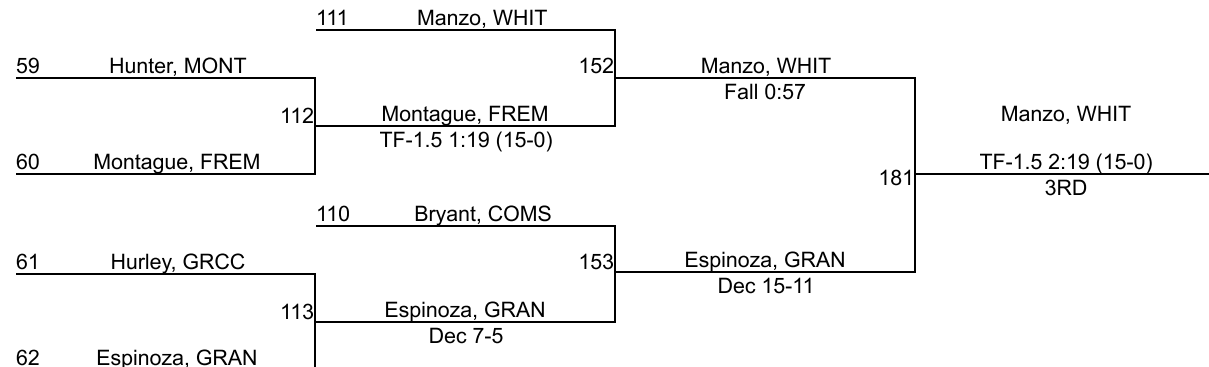 111 Manzo, WHIT
59 Hunter, MONT
152 Manzo, WHIT
Fall 0:57
112 Montague, FREM
TF-1.5 1:19 (15-0)
Manzo, WHIT
60 Montague, FREM
181 TF-1.5 2:19 (15-0)
3RD
110 Bryant, COMS
61 Hurley, GRCC
153 Espinoza, GRAN
Dec 15-11
113 Espinoza, GRAN
Dec 7-5
62 Espinoza, GRAN